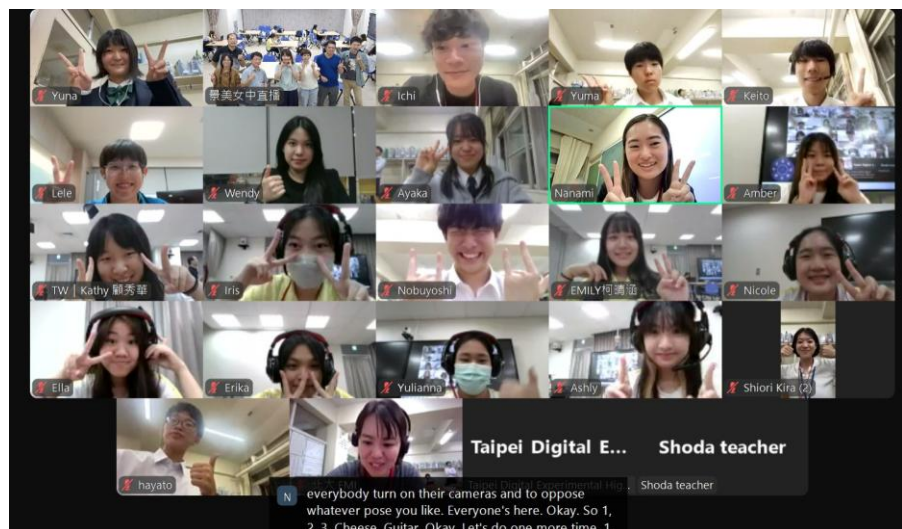 Yuna
景美女中直播
Ichi
Yuma
Keito
Lele
Wendy
Ayaka
Nanami
Amber
TW | Kathy 顧秀華
Iris
Nobuyoshi
EMILY柯晴涵
Nicole
Ella
Erika
Yulianna
Ashly
Shiori Kira (2)
hayato
EMI
Taipei Digital E...
Shoda teacher
Taipei Digital Experimental Hig...
Shoda teacher
N
everybody turn on their cameras and to oppose
whatever pose you like. Everyone's here. Okay. So 1,
2, 3, Cheese, Guitar, Okay, Let's do one more time, 1